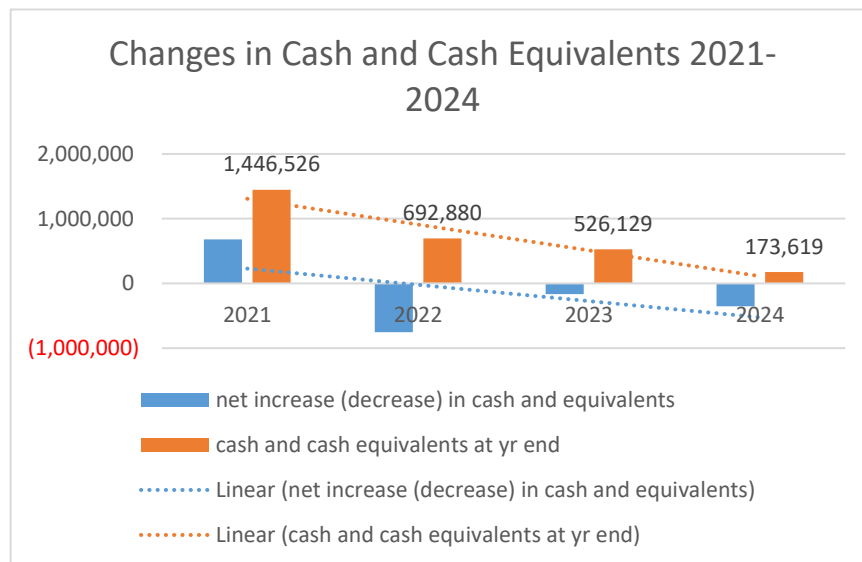 Changes in Cash and Cash Equivalents 2021-
2024
2,000,000
1,446,526
1,000,000
692,880
526,129
173,619
0
2021
2022
2023
2024
(1,000,000)
net increase (decrease) in cash and equivalents
cash and cash equivalents at yr end
Linear (net increase (decrease) in cash and equivalents)
Linear (cash and cash equivalents at yr end)